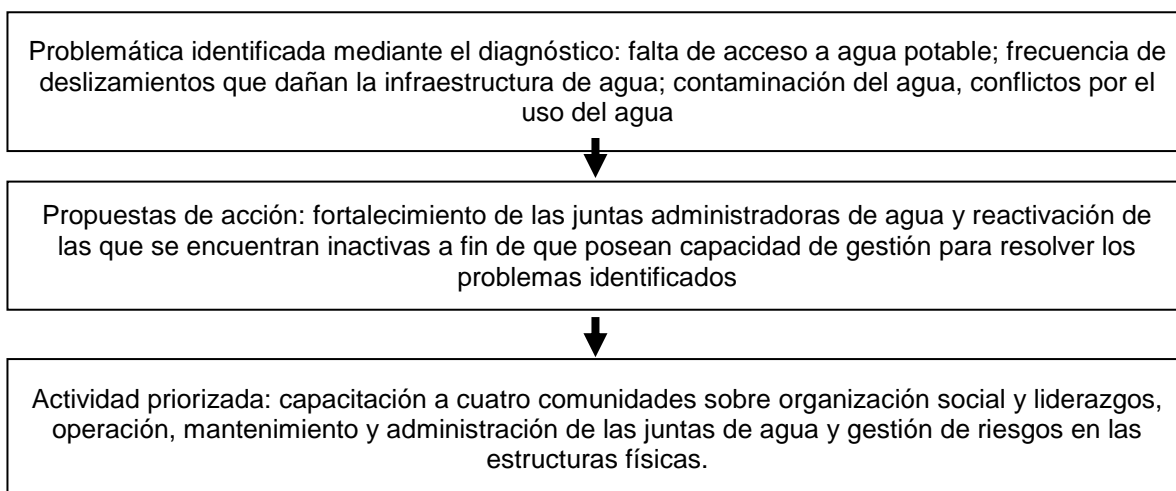 Problemática identificada mediante el diagnóstico: falta de acceso a agua potable; frecuencia de
deslizamientos que dañan la infraestructura de agua; contaminación del agua, conflictos por el
uso del agua
Propuestas de acción: fortalecimiento de las juntas administradoras de agua y reactivación de
las que se encuentran inactivas a fin de que posean capacidad de gestión para resolver los
problemas identificados
Actividad priorizada: capacitación a cuatro comunidades sobre organización social y liderazgos,
operación, mantenimiento y administración de las juntas de agua y gestión de riesgos en las
estructuras físicas.